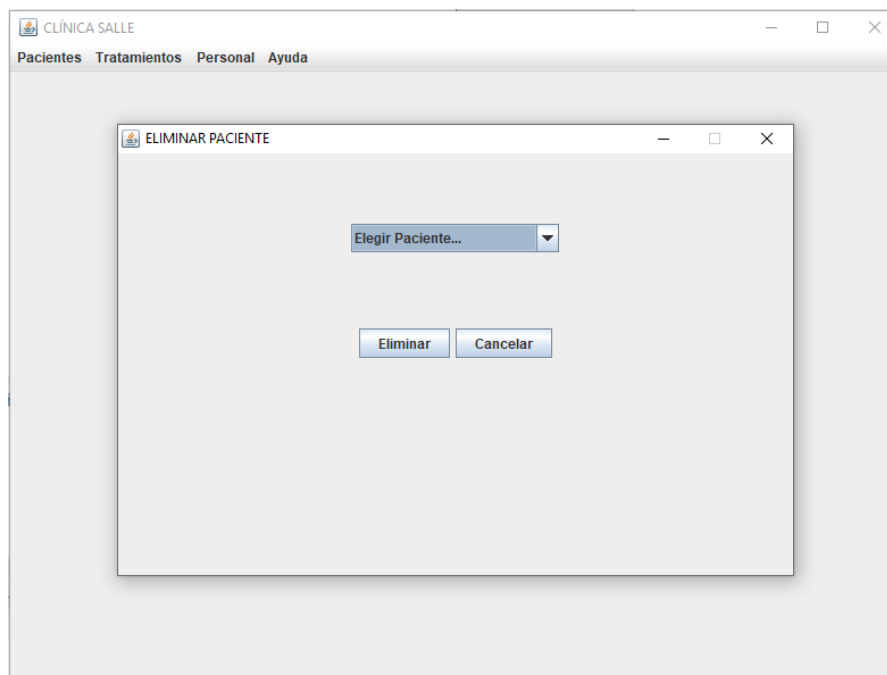 CLÍNICA SALLE
Pacientes Tratamientos Personal Ayuda
ELIMINAR PACIENTE
Elegir Paciente...
Eliminar Cancelar